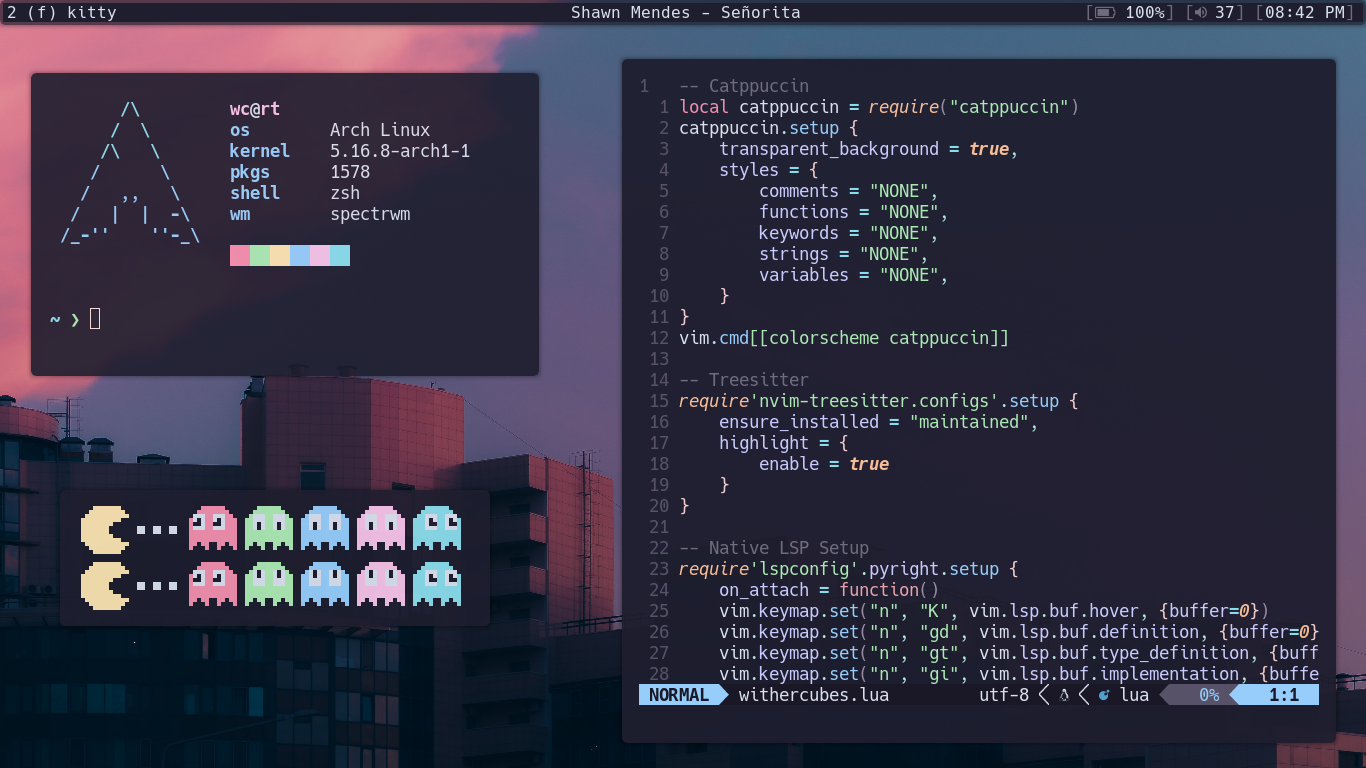 2 (f) kitty
Shawn Mendes - Señorita
[100%] [37] [08:42 PM]
wc@rt
os Arch Linux
kernel 5.16.8-arch1-1
pkgs 1578
shell zsh
wm spectrwm
~ ❯
1 -- Catppuccin
1 local catppuccin = require("catppuccin")
2 catppuccin.setup {
3 transparent_background = true,
4 styles = {
5 comments = "NONE",
6 functions = "NONE",
7 keywords = "NONE",
8 strings = "NONE",
9 variables = "NONE",
10 }
11 }
12 vim.cmd[[colorscheme catppuccin]]
13
14 -- Treesitter
15 require'nvim-treesitter.configs'.setup {
16 ensure_installed = "maintained",
17 highlight = {
18 enable = true
19 }
20 }
21
22 -- Native LSP Setup
23 require'lspconfig'.pyright.setup {
24 on_attach = function()
25 vim.keymap.set("n", "K", vim.lsp.buf.hover, {buffer=0})
26 vim.keymap.set("n", "gd", vim.lsp.buf.definition, {buffer=0}
27 vim.keymap.set("n", "gt", vim.lsp.buf.type_definition, {buff
28 vim.keymap.set("n", "gi", vim.lsp.buf.implementation, {buffe
NORMAL withercubes.lua utf-8 lua 0% 1:1